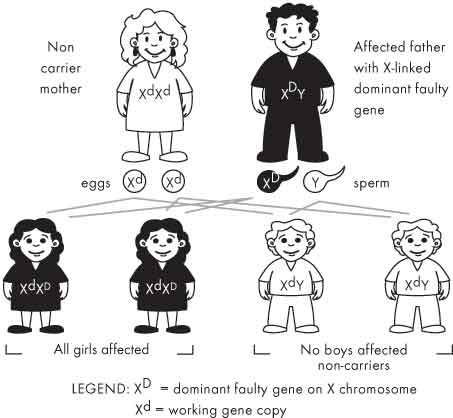 Non
carrier
mother
Affected father
with X-linked
dominant faulty
gene
XdXd
XDY
eggs Xd Xd XD Y sperm
XdXD XdXD XdY XdY
All girls affected
No boys affected
non-carriers
LEGEND: XD = dominant faulty gene on X chromosome
Xd = working gene copy